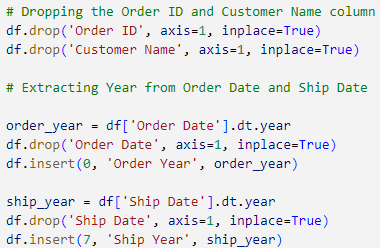 # Dropping the Order ID and Customer Name column
df.drop('Order ID', axis=1, inplace=True)
df.drop('Customer Name', axis=1, inplace=True)
# Extracting Year from Order Date and Ship Date
order_year = df['Order Date'].dt.year
df.drop('Order Date', axis=1, inplace=True)
df.insert(0, 'Order Year', order_year)
ship_year = df['Ship Date'].dt.year
df.drop('Ship Date', axis=1, inplace=True)
df.insert(7, 'Ship Year', ship_year)